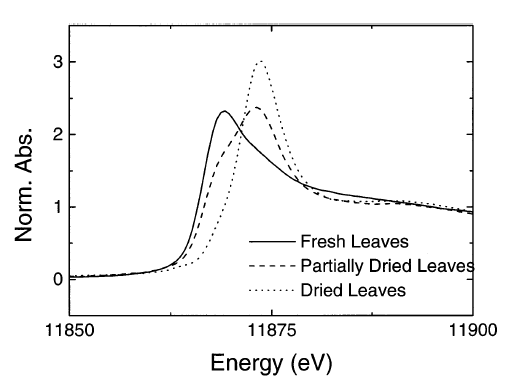 3
2
1
0
Norm. Abs.
Fresh Leaves
Partially Dried Leaves
Dried Leaves
11850 11875 11900
Energy (eV)